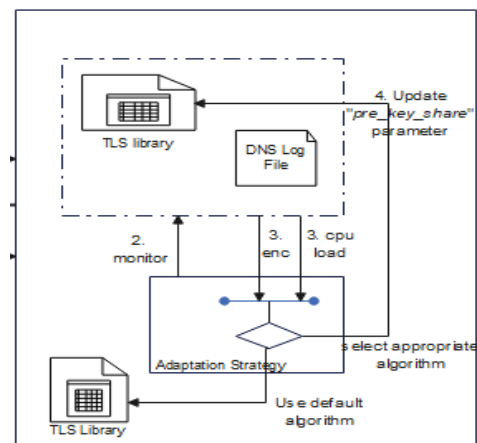 4. Update
"pre_key_share"
parameter
TLS library
DNS Log
File
2.
monitor
3.
enc
3. cpu
load
select appropriate
algorithm
Adaptation Strategy
Use default
algorithm
TLS Library